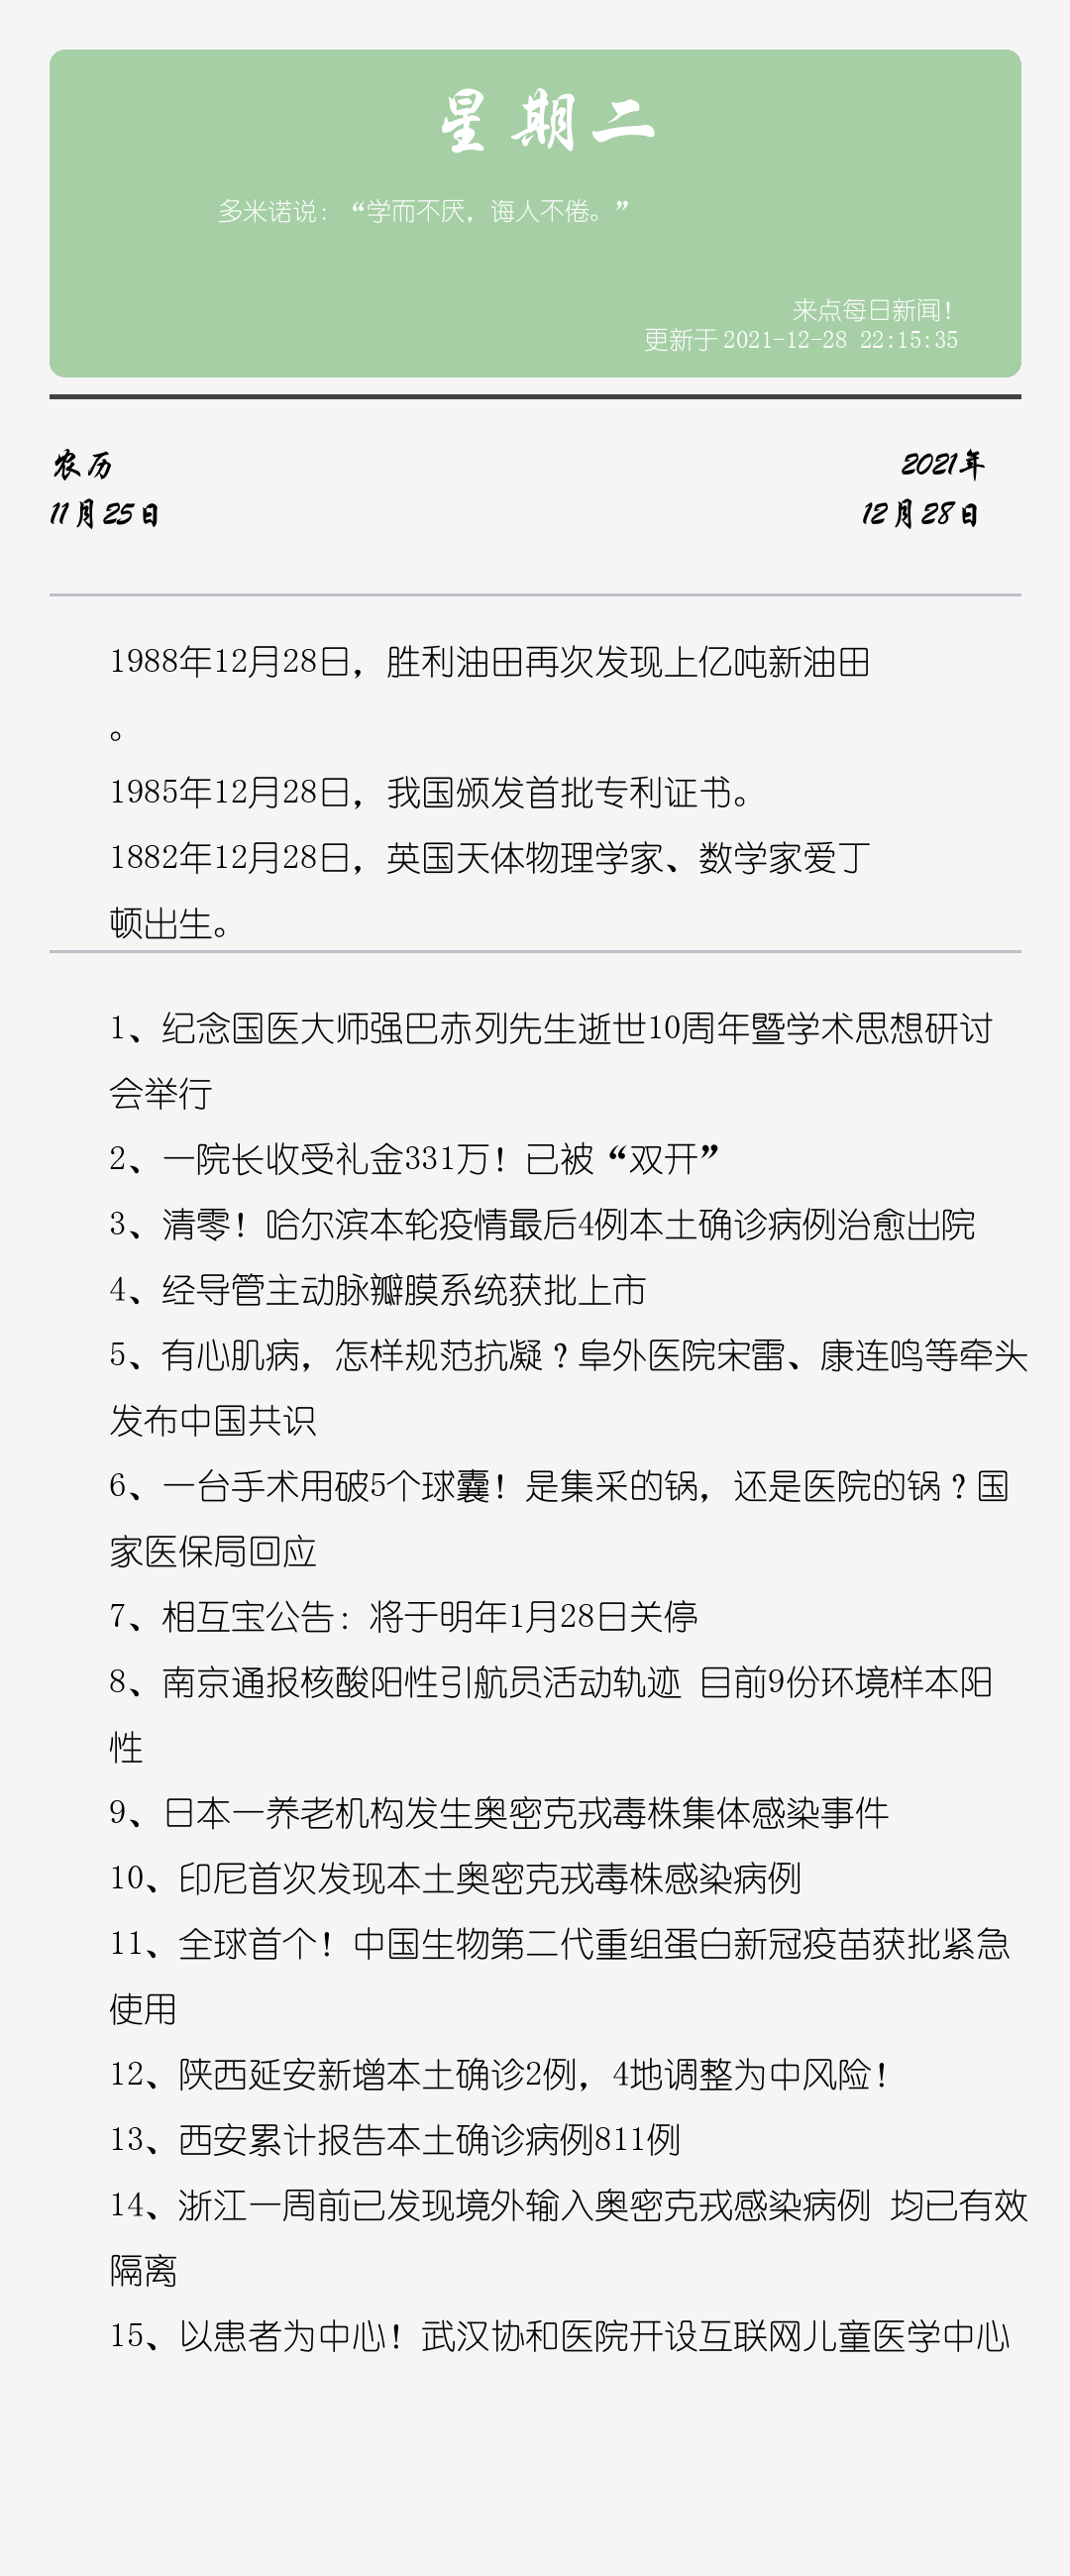 星期二
多米诺说：“学而不厌，诲人不倦。”
来点每日新闻！
更新于 2021-12-28 22:15:35
农历
2021年
11月25日
12月28日
1988年12月28日，胜利油田再次发现上亿吨新油田
。
1985年12月28日，我国颁发首批专利证书。
1882年12月28日，英国天体物理学家、数学家爱丁
顿出生。
1、纪念国医大师强巴赤列先生逝世10周年暨学术思想研讨
会举行
2、一院长收受礼金331万！已被“双开”
3、清零！哈尔滨本轮疫情最后4例本土确诊病例治愈出院
4、经导管主动脉瓣膜系统获批上市
5、有心肌病，怎样规范抗凝？阜外医院宋雷、康连鸣等牵头
发布中国共识
6、一台手术用破5个球囊！是集采的锅，还是医院的锅？国
家医保局回应
7、相互宝公告：将于明年1月28日关停
8、南京通报核酸阳性引航员活动轨迹 目前9份环境样本阳
性
9、日本一养老机构发生奥密克戎毒株集体感染事件
10、印尼首次发现本土奥密克戎毒株感染病例
11、全球首个！中国生物第二代重组蛋白新冠疫苗获批紧急
使用
12、陕西延安新增本土确诊2例，4地调整为中风险！
13、西安累计报告本土确诊病例811例
14、浙江一周前已发现境外输入奥密克戎感染病例 均已有效
隔离
15、以患者为中心！武汉协和医院开设互联网儿童医学中心